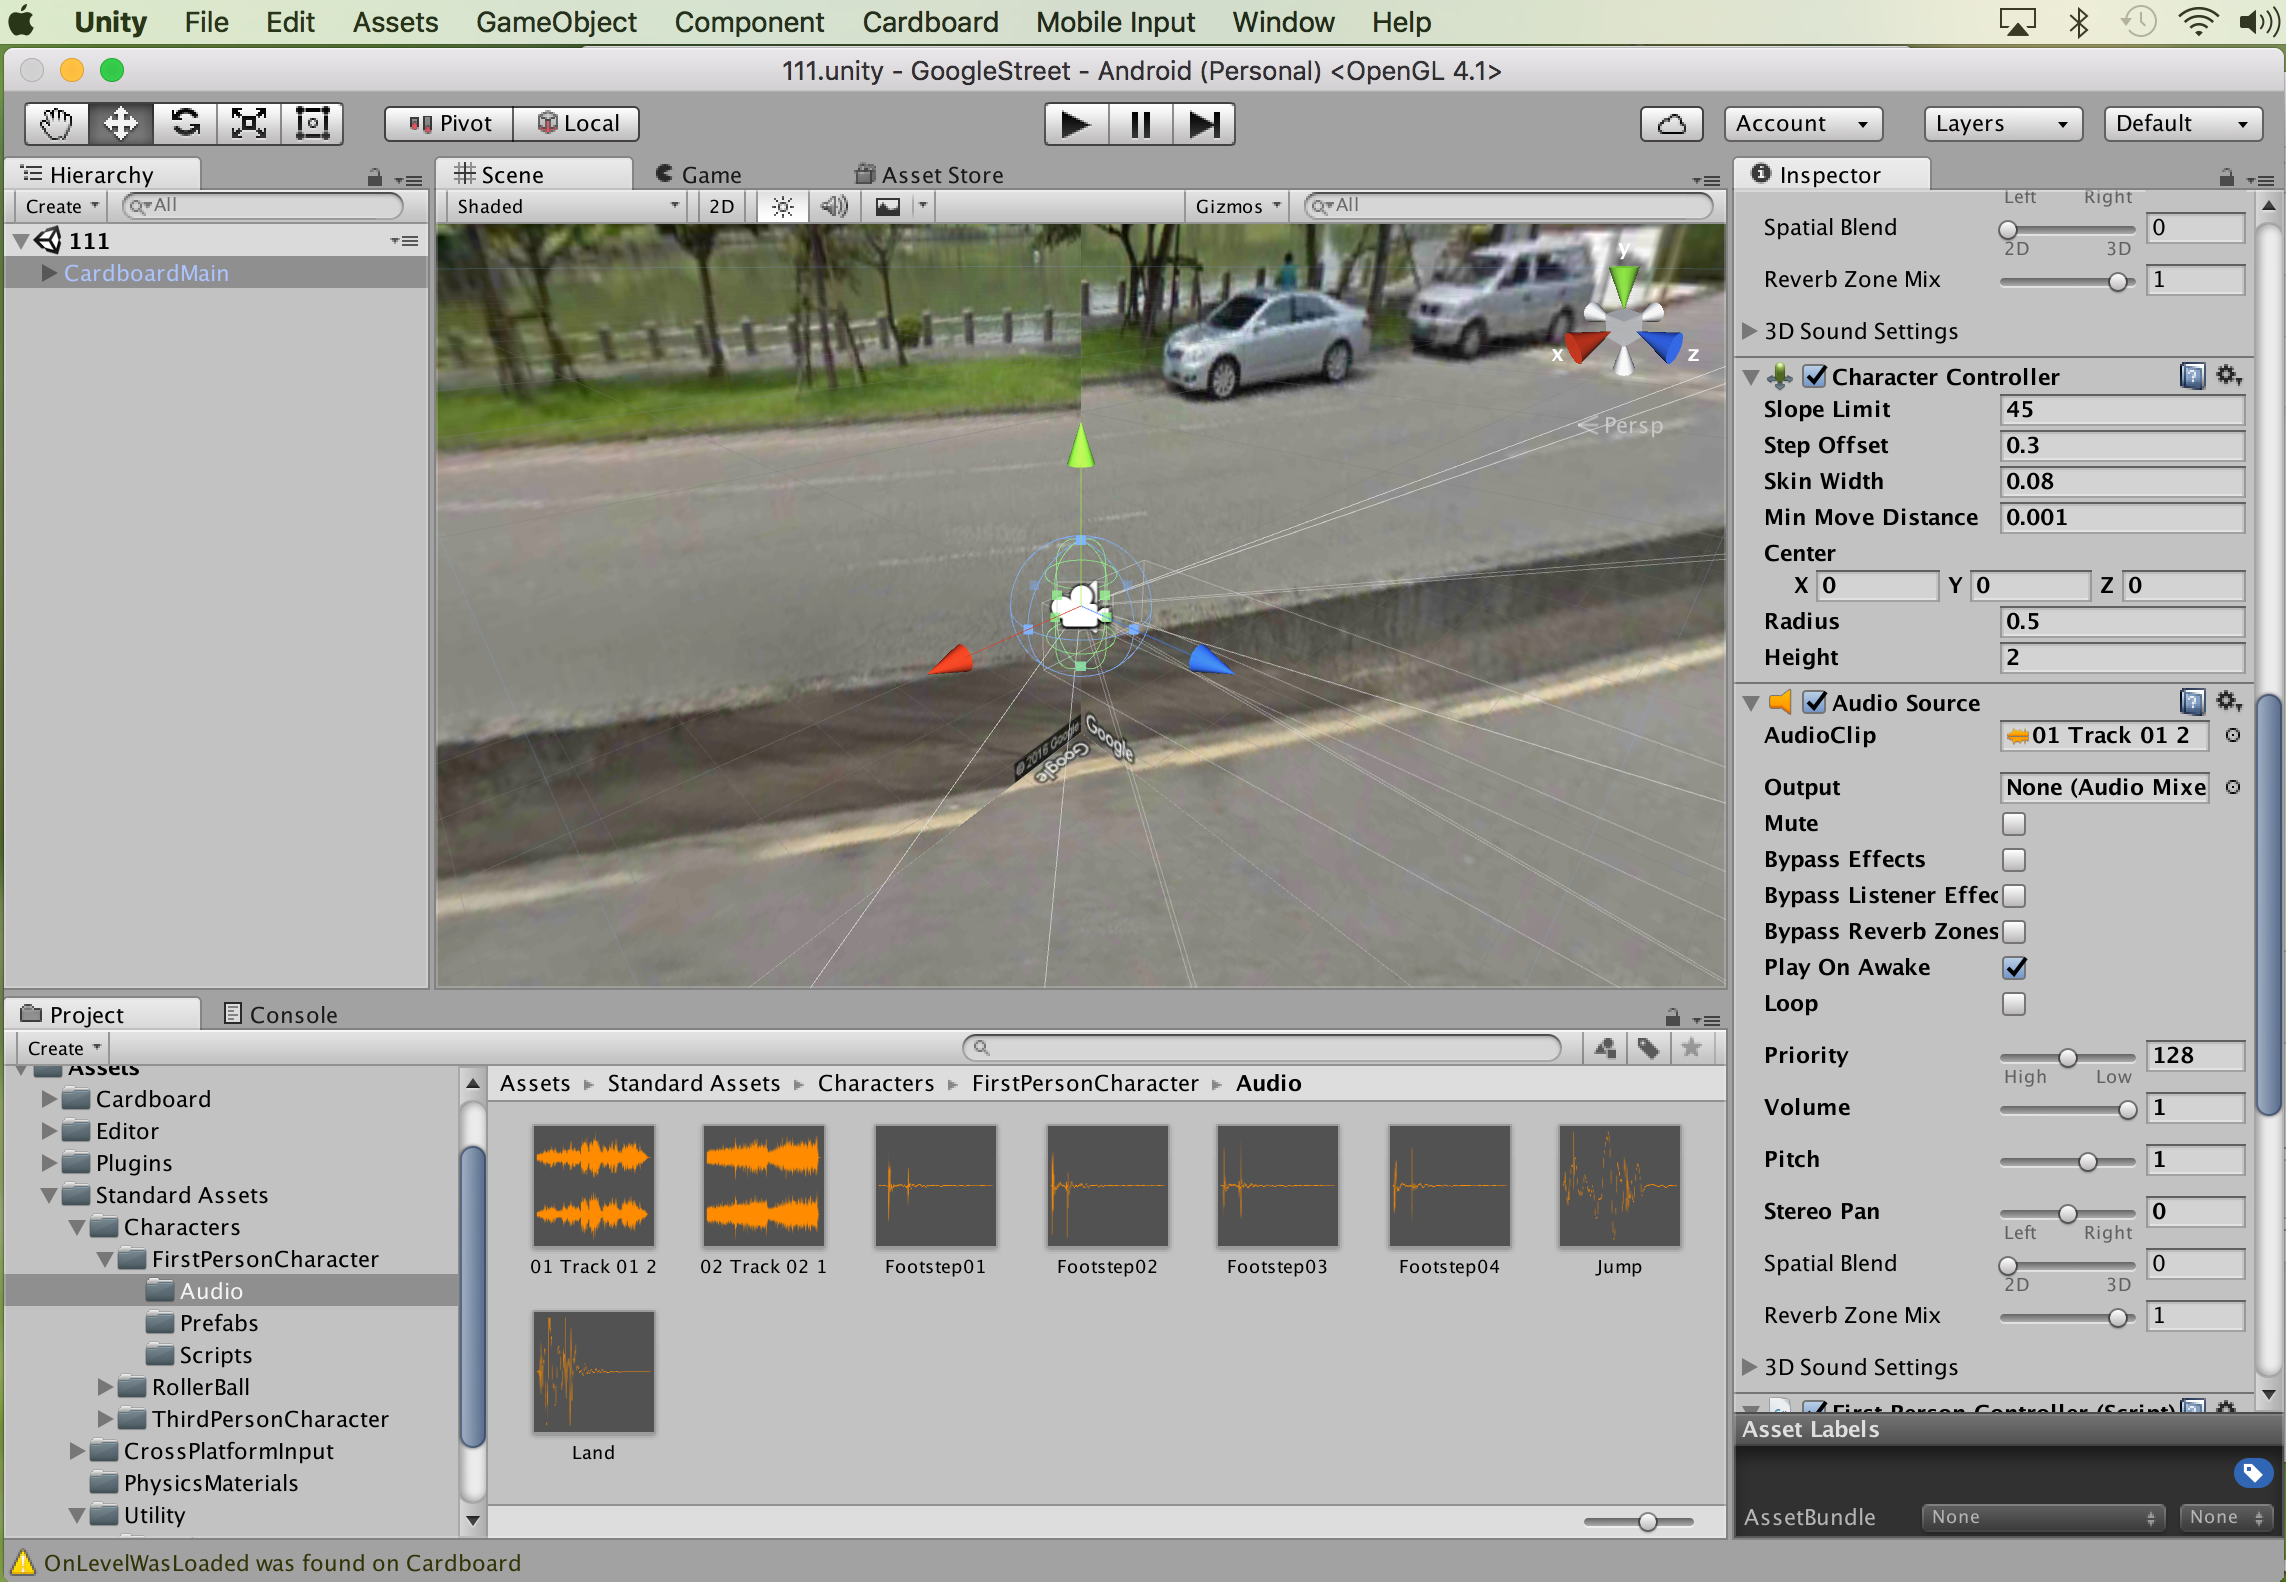 Unity File Edit Assets GameObject Component Cardboard Mobile Input Window Help
111.unity - GoogleStreet - Android (Personal) <OpenGL 4.1>
Pivot Local Account Layers Default
Hierarchy
Create All
111
CardboardMain
Scene Game Asset Store
Shaded 2D Gizmos All
y
x z
Persp
© 2016 Google
Google
Google
Inspector
Left Right
Spatial Blend 0
2D 3D
Reverb Zone Mix 1
3D Sound Settings
Character Controller
Slope Limit 45
Step Offset 0.3
Skin Width 0.08
Min Move Distance 0.001
Center
X 0 Y 0 Z 0
Radius 0.5
Height 2
Audio Source
AudioClip 01 Track 01 2
Output None (Audio Mixe
Mute
Bypass Effects
Bypass Listener Effec
Bypass Reverb Zones
Play On Awake
Loop
Priority 128
High Low
Volume 1
Pitch 1
Stereo Pan 0
Left Right
Spatial Blend 0
2D 3D
Reverb Zone Mix 1
3D Sound Settings
First Person Controller (Script)
Asset Labels
AssetBundle None None
Project Console
Create
Assets
Cardboard
Editor
Plugins
Standard Assets
Characters
FirstPersonCharacter
Audio
Prefabs
Scripts
RollerBall
ThirdPersonCharacter
CrossPlatformInput
PhysicsMaterials
Utility
Assets Standard Assets Characters FirstPersonCharacter Audio
01 Track 01 2 02 Track 02 1 Footstep01 Footstep02 Footstep03 Footstep04 Jump
Land
OnLevelWasLoaded was found on Cardboard